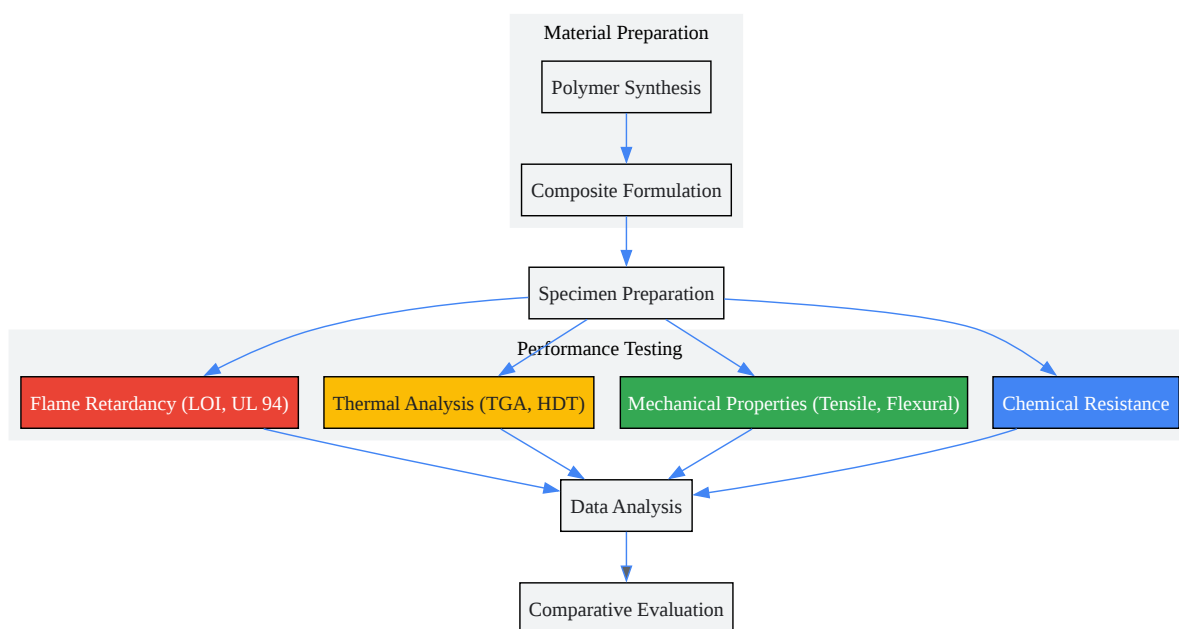 Material Preparation
Polymer Synthesis
Composite Formulation
Specimen Preparation
Performance Testing
Flame Retardancy (LOI, UL 94)
Thermal Analysis (TGA, HDT)
Mechanical Properties (Tensile, Flexural)
Chemical Resistance
Data Analysis
Comparative Evaluation